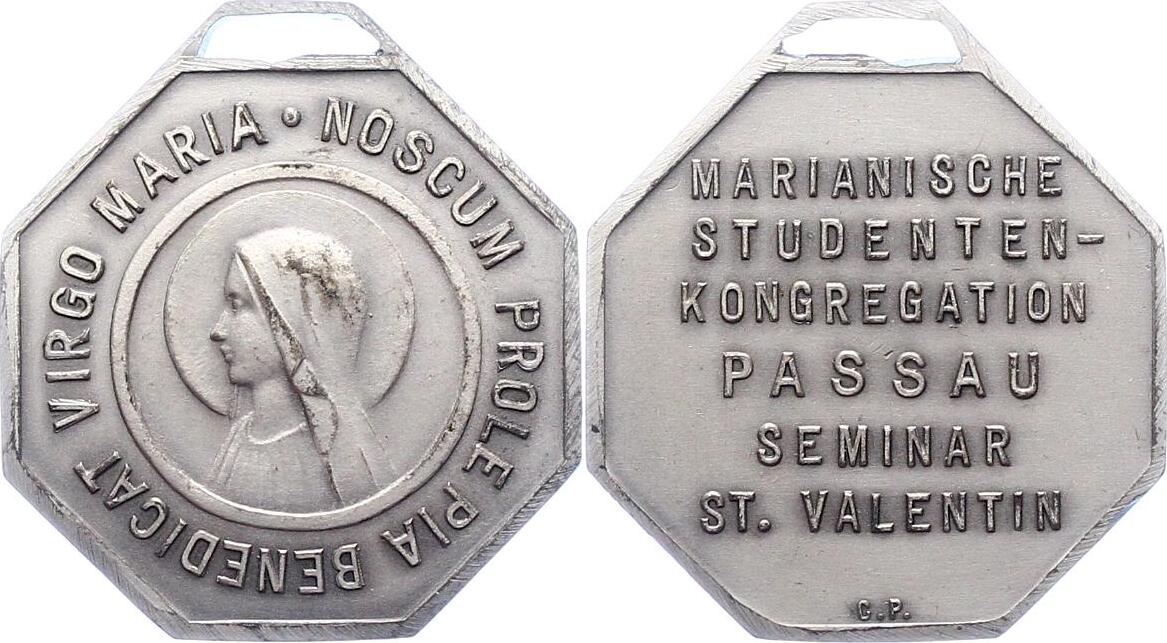 NOSCUM PROLE PIA BENEDICAT VIRGO MARIA •
MARIANISCHE
STUDENTEN-
KONGREGATION
PASSAU
SEMINAR
ST. VALENTIN
C.P.